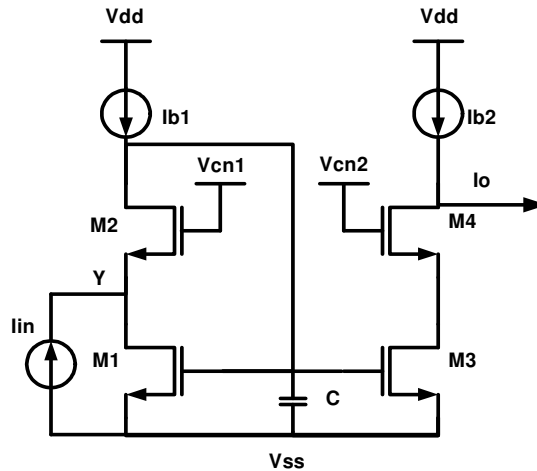 Vdd Vdd
Ib1 Ib2
Vcn1 Vcn2
Io
M2 M4
Y
Iin
M1 M3
C
Vss